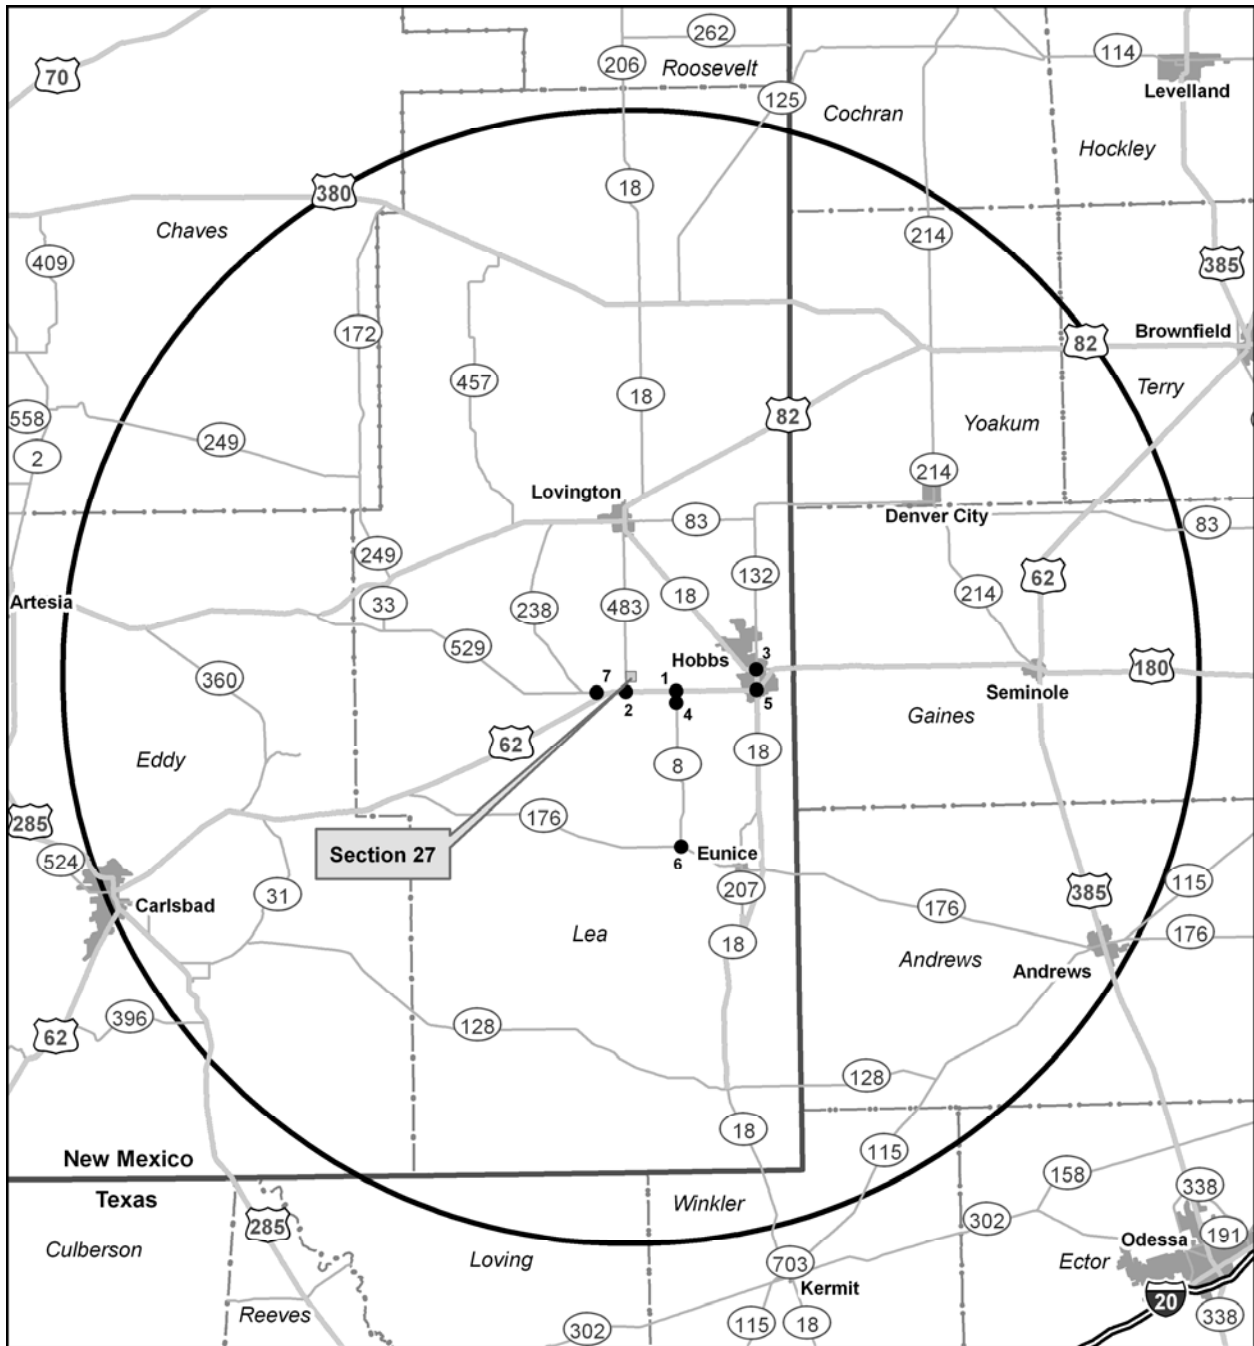 262
70
206
Roosevelt
114
Levelland
125
Cochran
Hockley
380
18
Chaves
214
409
385
172
82
Brownfield
457
18
Terry
82
558
Yoakum
249
2
214
Lovington
83
Denver City
83
249
132
62
Artesia
33
238
483
18
214
529
Hobbs
3
360
7
1
180
2
4
5
Seminole
Gaines
62
18
Eddy
8
285
176
Section 27
Eunice
524
6
115
31
207
385
Carlsbad
176
Lea
18
176
Andrews
Andrews
396
128
62
128
18
115
New Mexico
158
Texas
338
Winkler
302
285
191
Culberson
Loving
Odessa
703
Ector
Kermit
20
Reeves
302
115
18
338